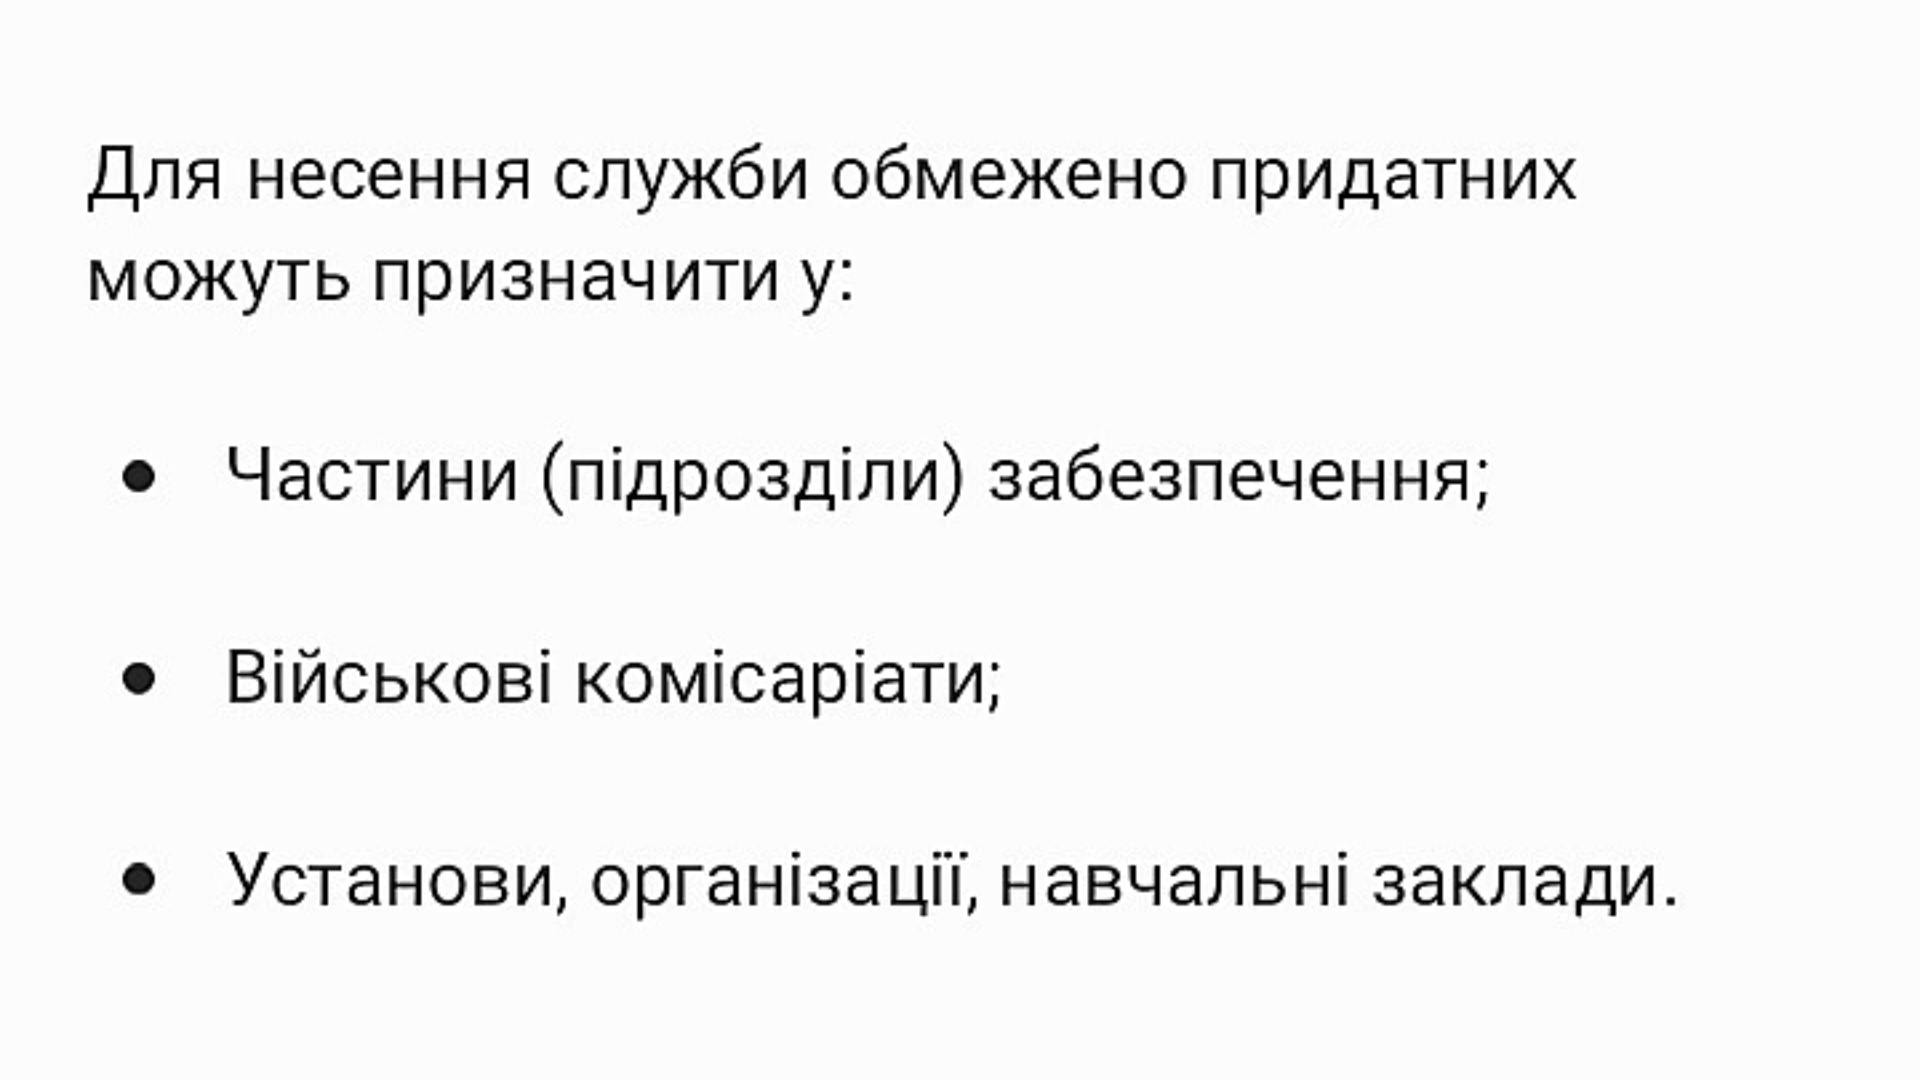 Для несення служби обмежено придатних
можуть призначити у:
● Частини (підрозділи) забезпечення;
● Військові комісаріати;
● Установи, організації, навчальні заклади.